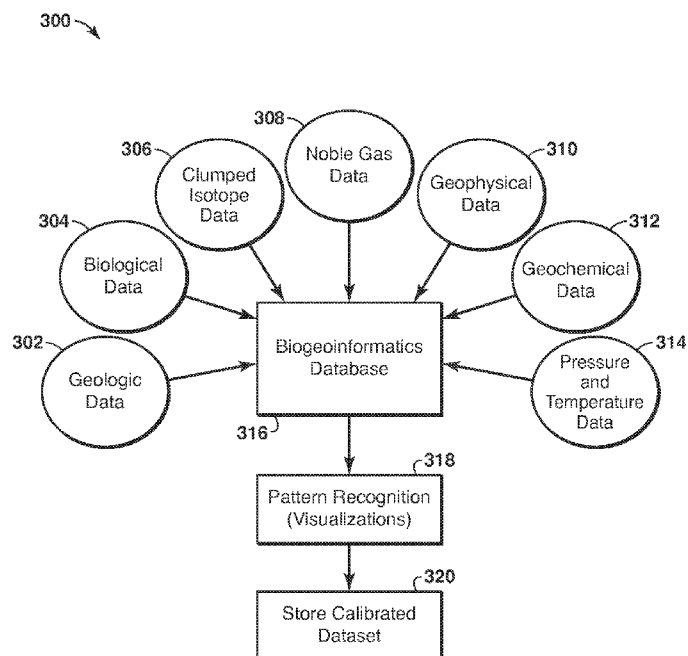 300
308
Noble Gas
Data
306
Clumped
Isotope
Data
310
Geophysical
Data
304
Biological
Data
312
Geochemical
Data
302
Geologic
Data
314
Pressure
and
Temperature
Data
Biogeoinformatics
Database
316
318
Pattern Recognition
(Visualizations)
320
Store Calibrated
Dataset